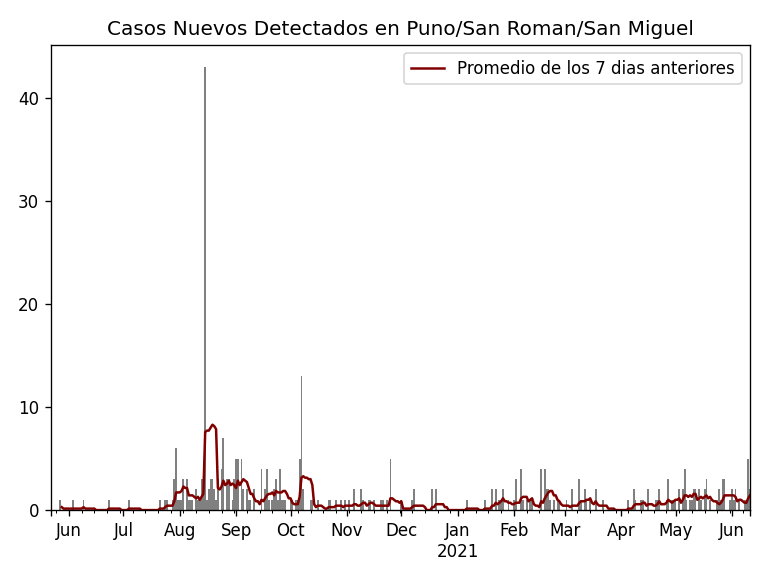 Casos Nuevos Detectados en Puno/San Roman/San Miguel
Promedio de los 7 dias anteriores
40
30
20
10
0
Jun Jul Aug Sep Oct Nov Dec Jan Feb Mar Apr May Jun
2021